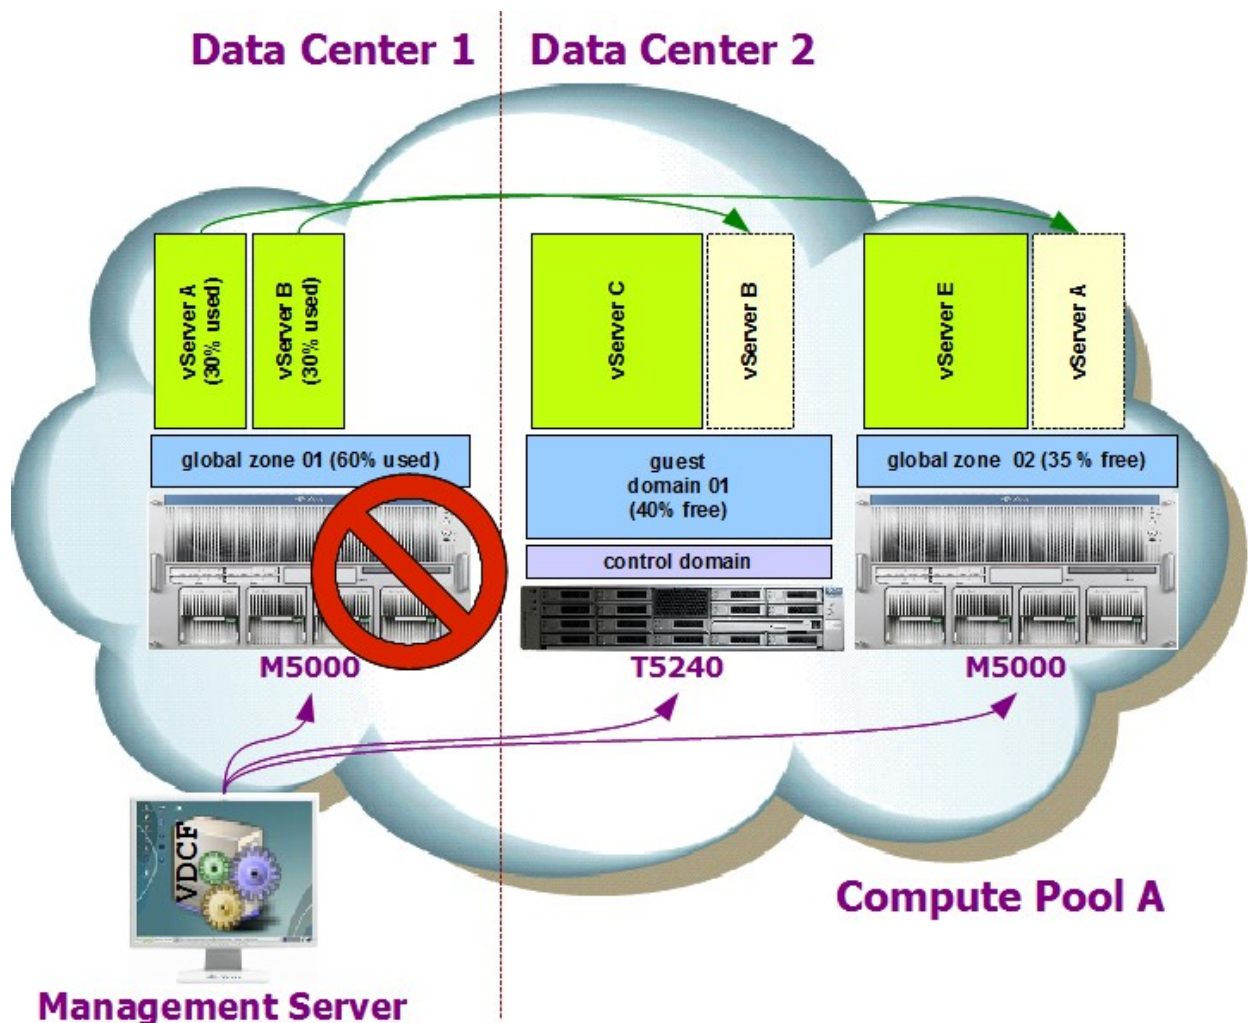 Data Center 1
Data Center 2
vServer A
(30% used)
vServer B
(30% used)
vServer C
vServer B
vServer E
vServer A
global zone 01 (60% used)
guest
domain 01
(40% free)
global zone 02 (35 % free)
control domain
M5000
T5240
M5000
VDCF
Compute Pool A
Management Server